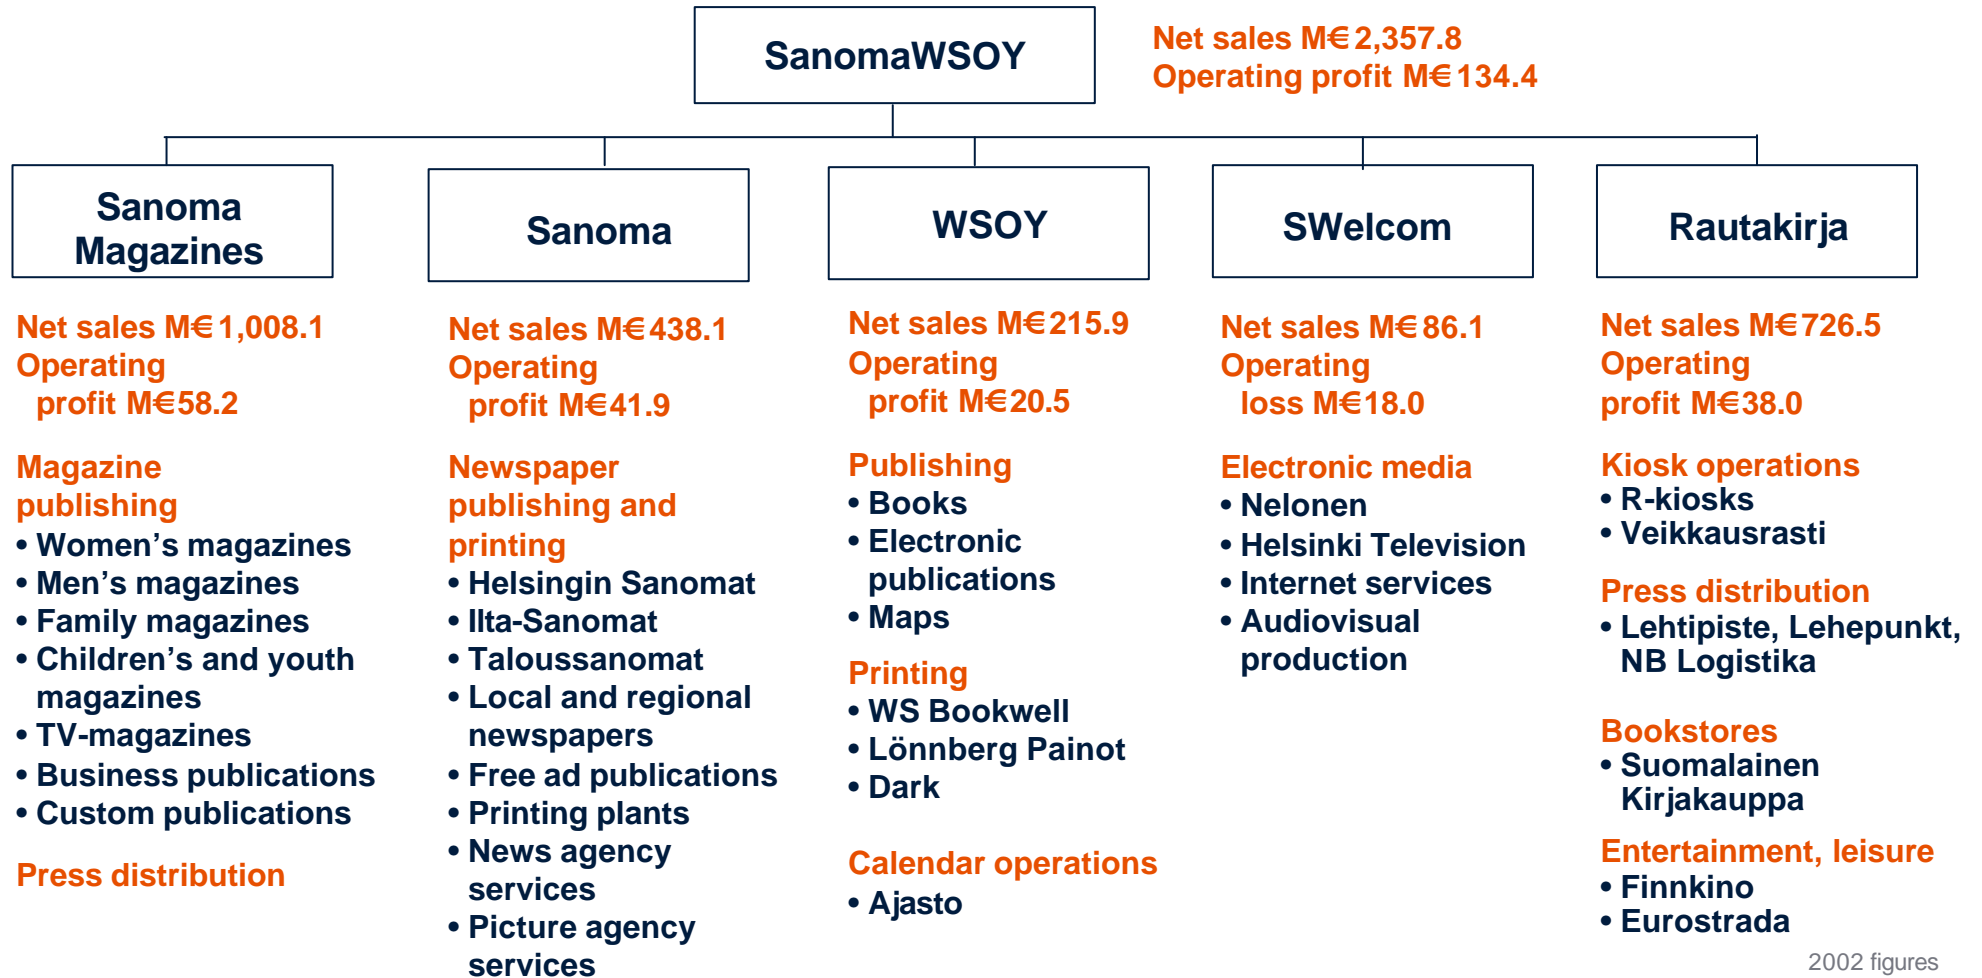 SanomaWSOY
Net sales M€2,357.8
Operating profit M€134.4
Sanoma
Magazines
Net sales M€1,008.1
Operating
profit M€58.2
Magazine
publishing
• Women’s magazines
• Men’s magazines
• Family magazines
• Children’s and youth
magazines
• TV-magazines
• Business publications
• Custom publications
Press distribution
Sanoma
Net sales M€438.1
Operating
profit M€41.9
Newspaper
publishing and
printing
• Helsingin Sanomat
• Ilta-Sanomat
• Taloussanomat
• Local and regional
newspapers
• Free ad publications
• Printing plants
• News agency
services
• Picture agency
services
WSOY
Net sales M€215.9
Operating
profit M€20.5
Publishing
• Books
• Electronic
publications
• Maps
Printing
• WS Bookwell
• Lönnberg Painot
• Dark
Calendar operations
• Ajasto
SWelcom
Net sales M€86.1
Operating
loss M€18.0
Electronic media
• Nelonen
• Helsinki Television
• Internet services
• Audiovisual
production
Rautakirja
Net sales M€726.5
Operating
profit M€38.0
Kiosk operations
• R-kiosks
• Veikkausrasti
Press distribution
• Lehtipiste, Lehepunkt,
NB Logistika
Bookstores
• Suomalainen
Kirjakauppa
Entertainment, leisure
• Finnkino
• Eurostrada
2002 figures